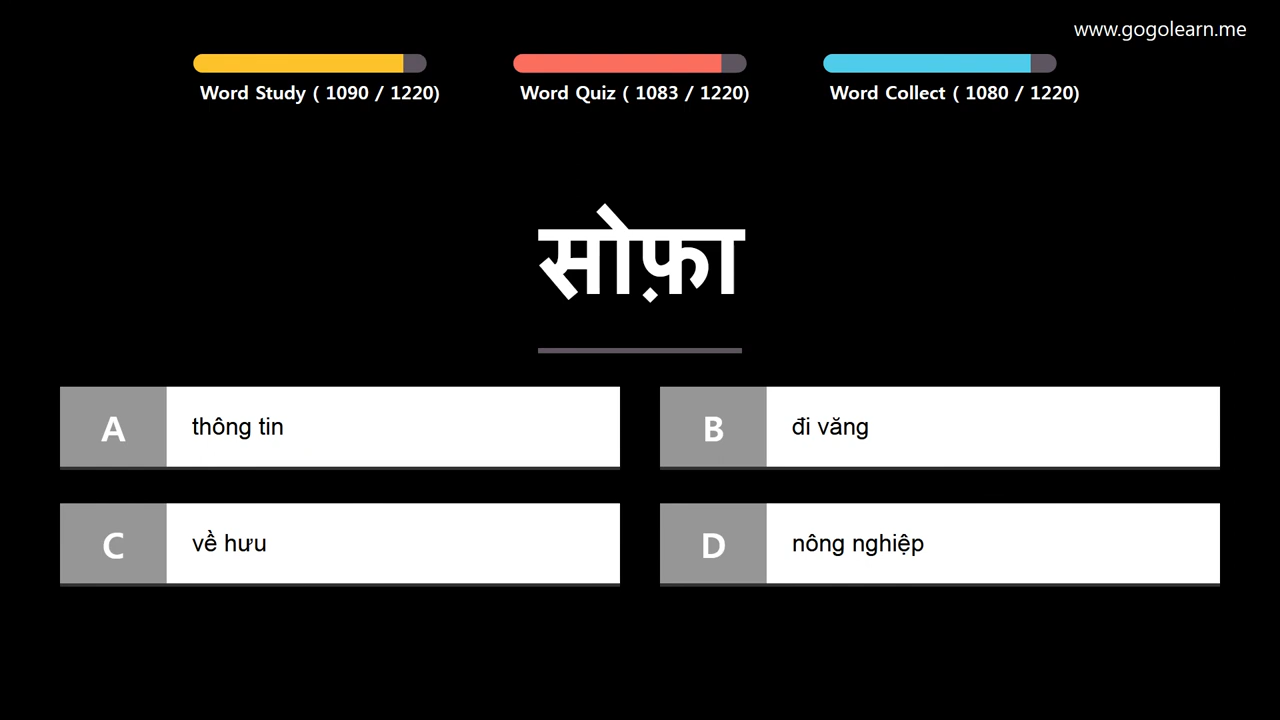 www.gogolearn.me
Word Study ( 1090 / 1220)
Word Quiz ( 1083 / 1220)
Word Collect ( 1080 / 1220)
सोफ़ा
A
thông tin
B
đi văng
C
về hưu
D
nông nghiệp